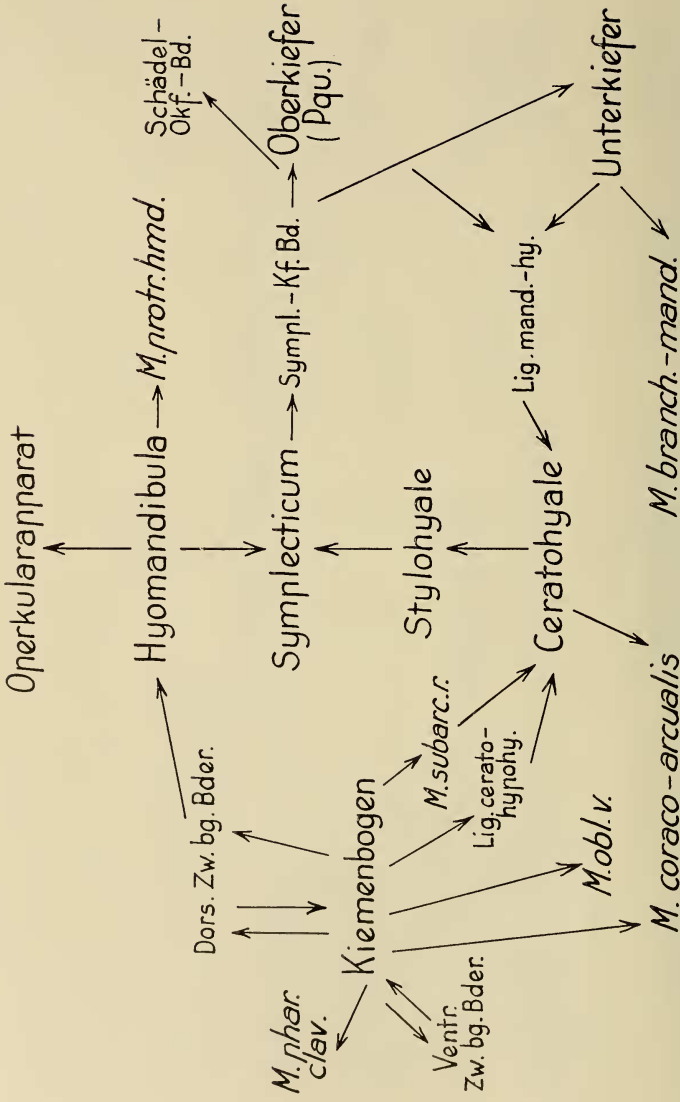 Operkularapparat
Schädel-
Okf.-Bd.
Hyomandibula
M. protr. hmd.
Dors. Zw. bg. Bder.
Symplecticum
Sympl.-Kf. Bd.
Oberkiefer
(Pqu.)
M. phar.
clav.
Kiemenbogen
Stylohyale
M. subarc. r.
Lig. cerato-
hypohy.
Ventr.
Zw. bg. Bder.
Ceratohyale
Lig. mand.-hy.
Unterkiefer
M. obl. v.
M. coraco-arcualis
M. branch.-mand.